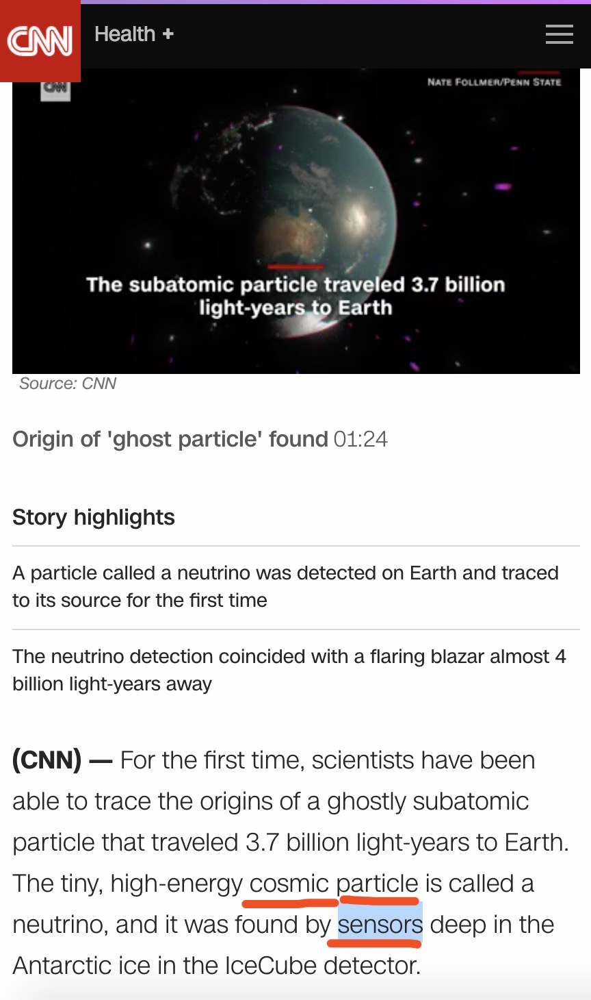 CNN Health +
CNN
NATE FOLLMER/PENN STATE
The subatomic particle traveled 3.7 billion
light-years to Earth
Source: CNN
Origin of 'ghost particle' found 01:24
Story highlights
A particle called a neutrino was detected on Earth and traced
to its source for the first time
The neutrino detection coincided with a flaring blazar almost 4
billion light-years away
(CNN) — For the first time, scientists have been
able to trace the origins of a ghostly subatomic
particle that traveled 3.7 billion light-years to Earth.
The tiny, high-energy cosmic particle is called a
neutrino, and it was found by sensors deep in the
Antarctic ice in the IceCube detector.